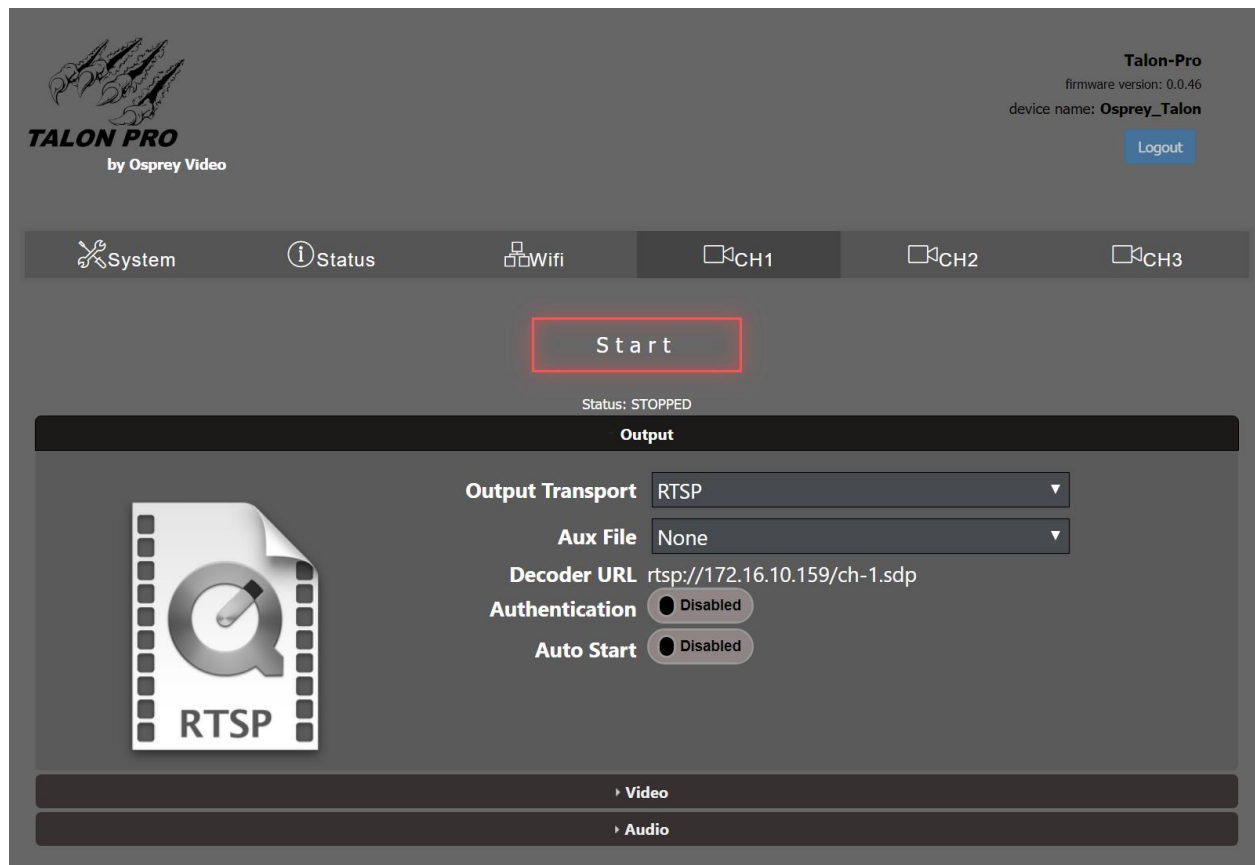 TALON PRO
by Osprey Video
Talon-Pro
firmware version: 0.0.46
device name: Osprey_Talon
Logout
System Status Wifi CH1 CH2 CH3
Start
Status: STOPPED
Output
Output Transport RTSP
Aux File None
Decoder URL rtsp://172.16.10.159/ch-1.sdp
Authentication Disabled
Auto Start Disabled
RTSP
Video
Audio